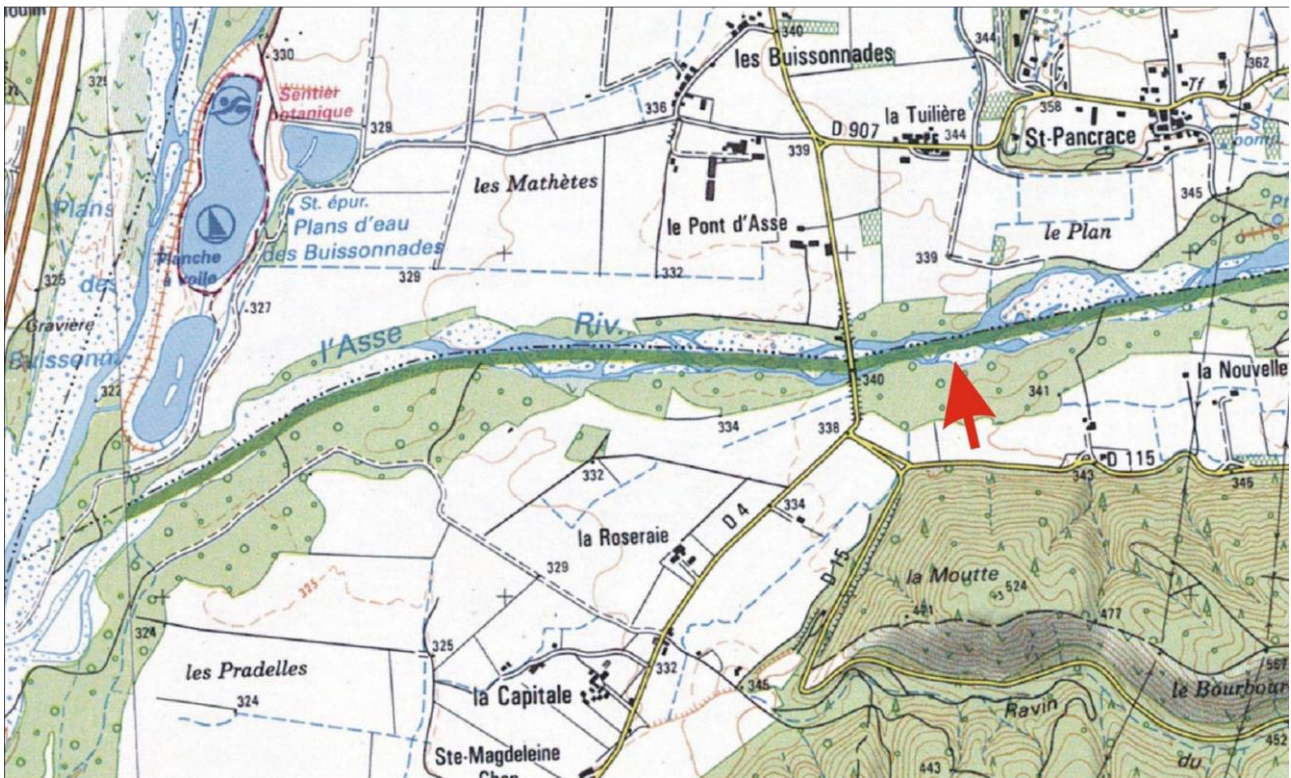 330
Sentier
botanique
329
340
les Buissonnades
336
D 907
339
la Tuilière
344
344
358
St-Pancrace
Tf
362
345
les Mathètes
le Pont d'Asse
le Plan
339
St. épur.
Plans d'eau
des Buissonnades
329
332
327
Planche
à voile
Plans
des
325
Gravière
l'Asse
Riv.
340
341
la Nouvelle
334
338
D 115
343
345
332
334
D 4
D 15
la Roseraie
329
325
la Moutte
524
477
324
325
332
les Pradelles
324
la Capitale
346
Ravin
le Bourbour
567
452
Ste-Magdeleine
443
du